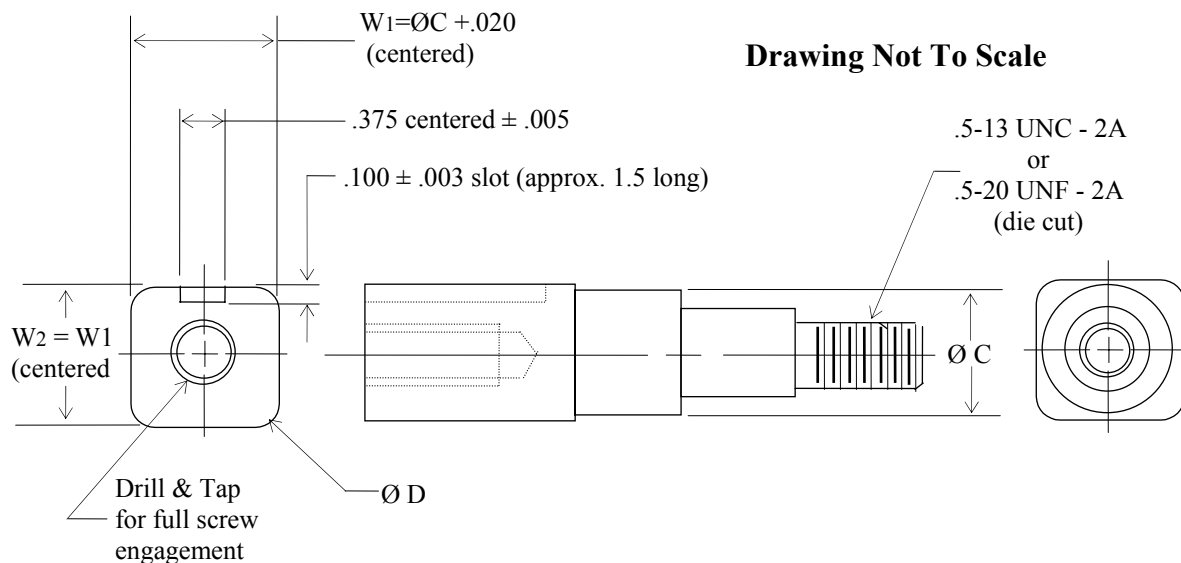 W1=ØC +.020
(centered)
Drawing Not To Scale
.375 centered ± .005
.5-13 UNC - 2A
or
.5-20 UNF - 2A
(die cut)
.100 ± .003 slot (approx. 1.5 long)
W2 = W1
(centered
Ø C
Drill & Tap
for full screw
engagement
Ø D